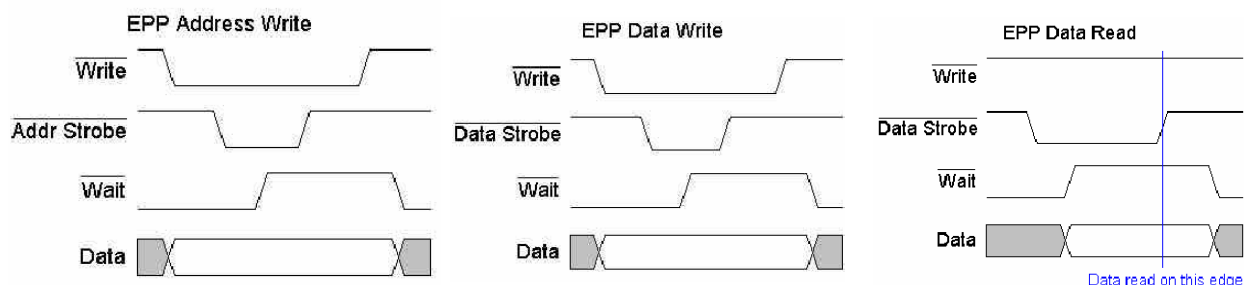 EPP Address Write
Write
Addr Strobe
Wait
Data
EPP Data Write
Write
Data Strobe
Wait
Data
EPP Data Read
Write
Data Strobe
Wait
Data
Data read on this edge